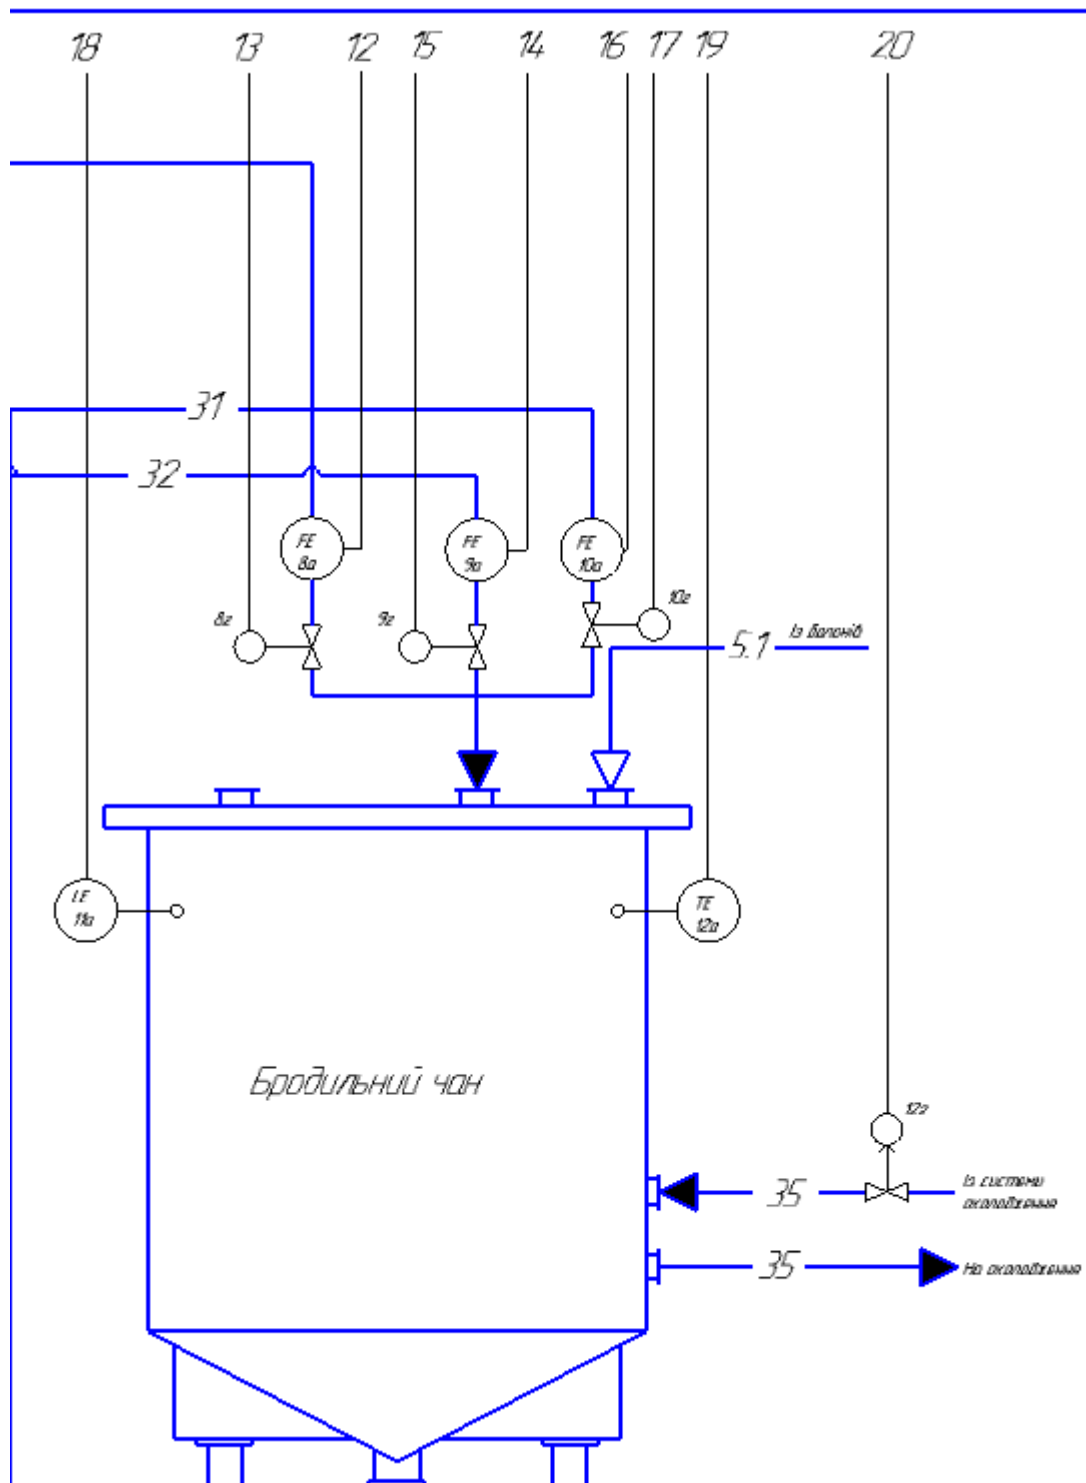 18 13 12 15 14 16 17 19 20
31
32
FE
8а
FE
9а
FE
10а
8г
9г
10г
5.1 Із балонів
LE
11а
TE
12а
Бродильний чан
12г
35 Із системи
охолодження
35 На охолодження